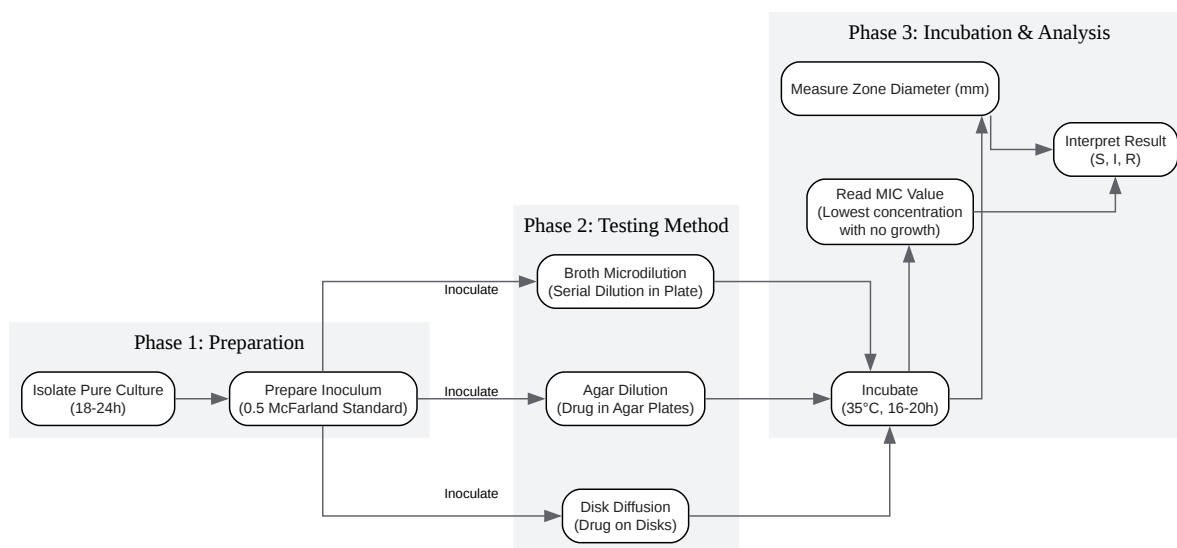 Phase 1: Preparation
Isolate Pure Culture
(18-24h)
Prepare Inoculum
(0.5 McFarland Standard)
Inoculate
Inoculate
Inoculate
Phase 2: Testing Method
Broth Microdilution
(Serial Dilution in Plate)
Agar Dilution
(Drug in Agar Plates)
Disk Diffusion
(Drug on Disks)
Phase 3: Incubation & Analysis
Measure Zone Diameter (mm)
Interpret Result
(S, I, R)
Read MIC Value
(Lowest concentration
with no growth)
Incubate
(35°C, 16-20h)